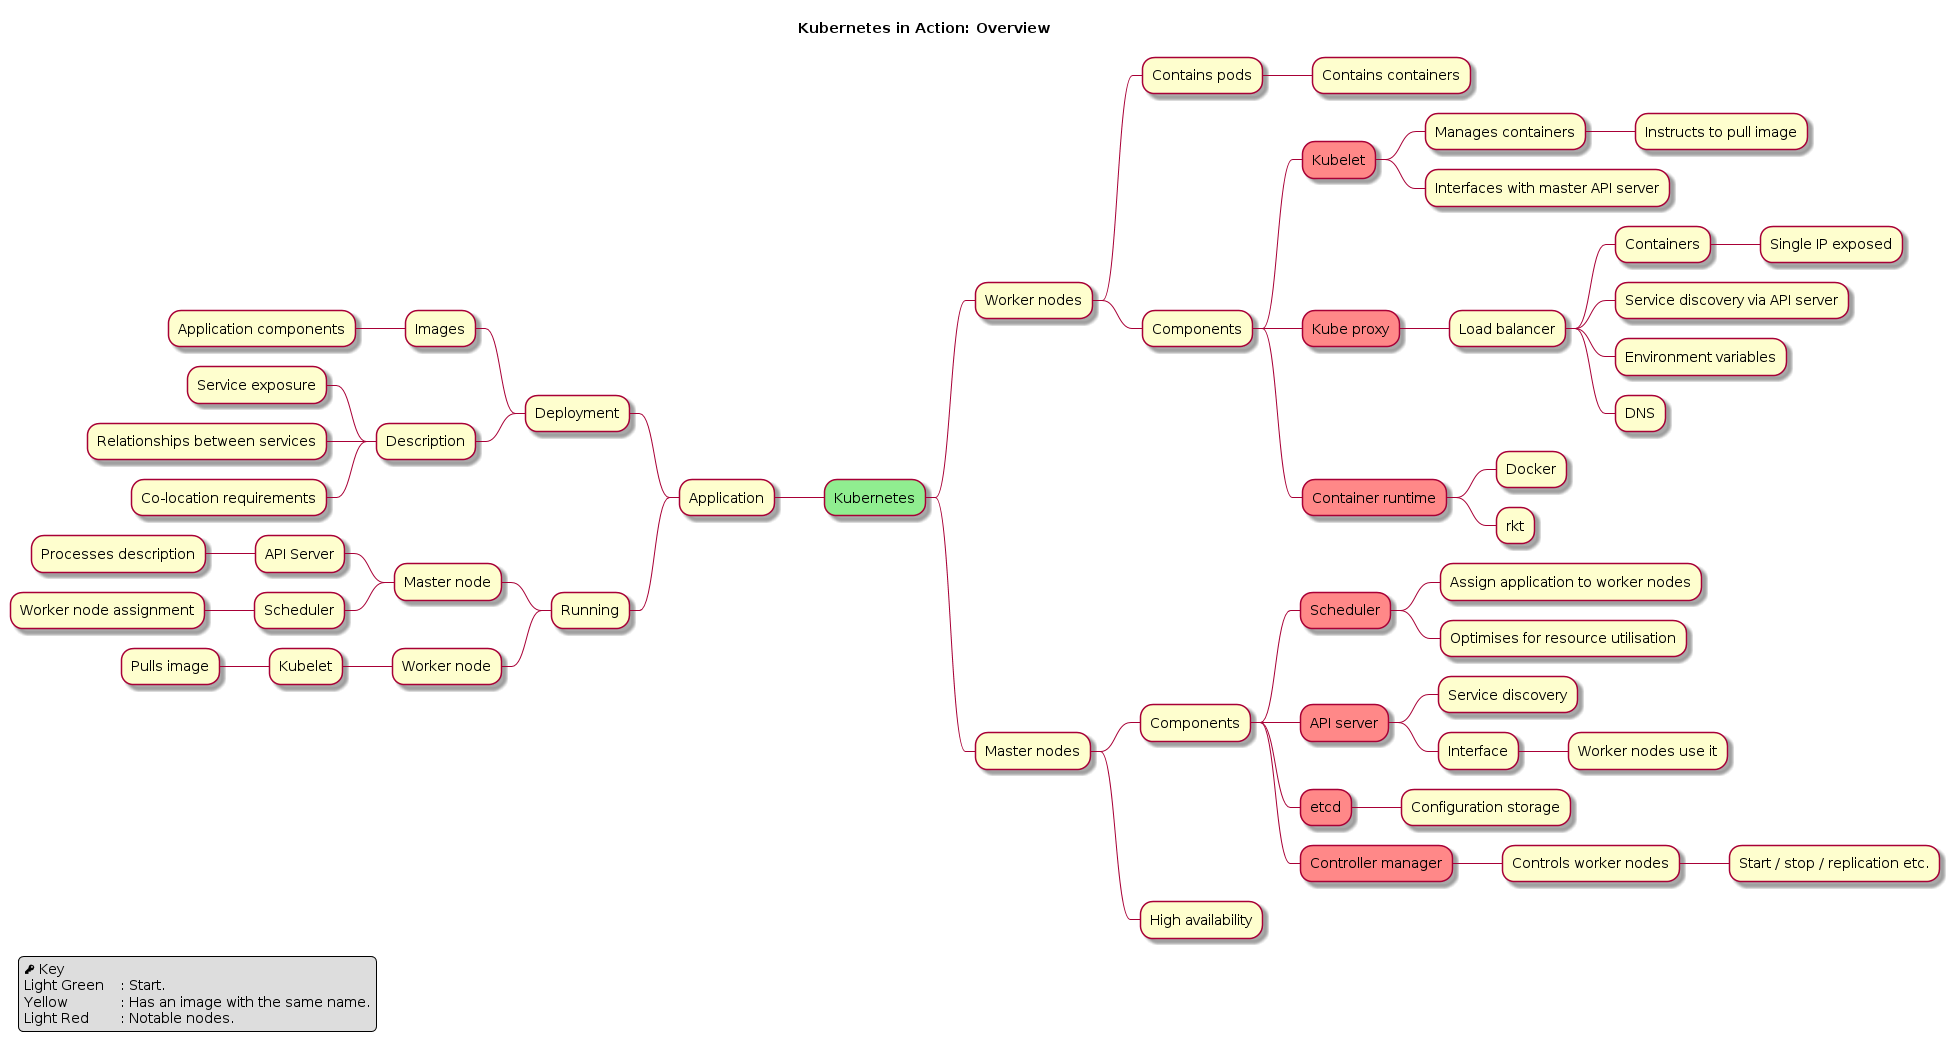 Kubernetes in Action: Overview
Contains pods
Contains containers
Manages containers
Instructs to pull image
Kubelet
Interfaces with master API server
Containers
Single IP exposed
Worker nodes
Service discovery via API server
Application components
Images
Components
Kube proxy
Load balancer
Environment variables
Service exposure
Deployment
DNS
Relationships between services
Description
Docker
Co-location requirements
Application
Kubernetes
Container runtime
rkt
Processes description
API Server
Master node
Assign application to worker nodes
Worker node assignment
Scheduler
Running
Scheduler
Optimises for resource utilisation
Pulls image
Kubelet
Worker node
Service discovery
Components
API server
Master nodes
Interface
Worker nodes use it
etcd
Configuration storage
Controller manager
Controls worker nodes
Start / stop / replication etc.
High availability
Key
Light Green : Start.
Yellow : Has an image with the same name.
Light Red : Notable nodes.